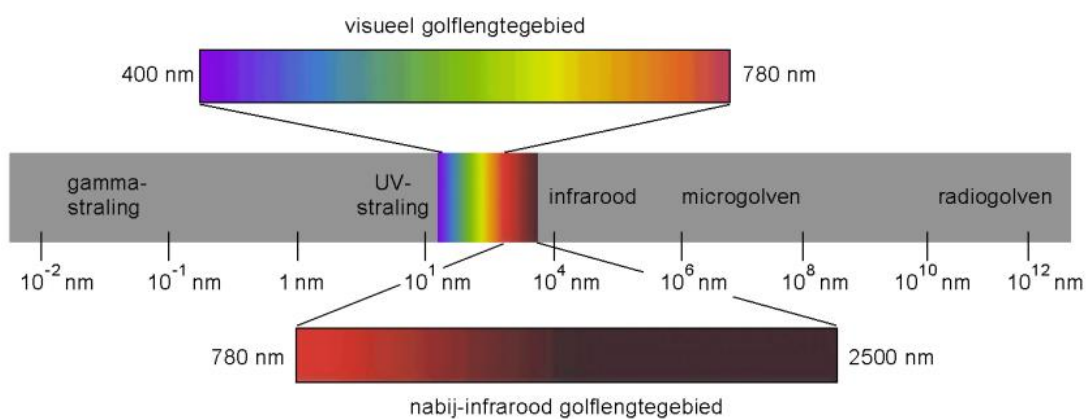 visueel golflengtegebied
400 nm
780 nm
gamma-
straling
UV-
straling
infrarood
microgolven
radiogolven
10⁻² nm
10⁻¹ nm
1 nm
10¹ nm
10⁴ nm
10⁶ nm
10⁸ nm
10¹⁰ nm
10¹² nm
780 nm
2500 nm
nabij-infrarood golflengtegebied